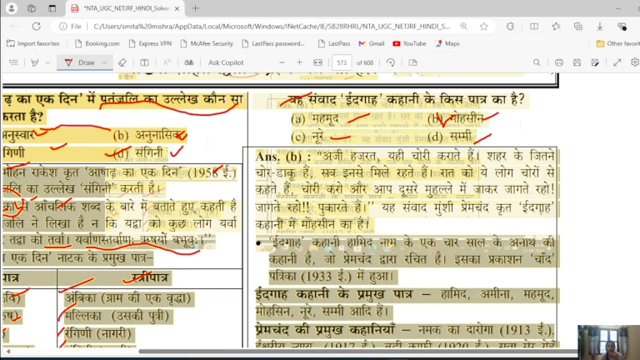 *NTA_UGC_NET/JRF_HINDI_Solve
File | C:/Users/smita%20mishra/AppData/Local/Microsoft/Windows/INetCache/IE/SB2BRHRL/NTA_UGC_NET/JRF_HINDI_Solved
Import favorites
Booking.com
Express VPN
McAfee Security
LastPass password...
LastPass password...
Gmail
YouTube
Maps
Draw
Ask Copilot
573
of 608
का एक दिन’ में पतंजलि का उल्लेख कौन सा
करता है?
अनुस्वार
(b) अनुनासिक
(d) संगिनी
मोहन राकेश कृत ‘आषाढ़ का एक दिन’ (1958 ई.)
का उल्लेख ‘संगिनी’ करती है।
आँचलिक शब्द के बारे में बताते हुए कहती है
जलि ने लिखा है कि यद्वा को कुछ लोग यर्वा
तद्वा को तर्वा। ‘यर्वाणस्तर्वाणः ऋषयो बभूवुः।’
एक दिन’ नाटक के प्रमुख पात्र
पात्र
स्त्रीपात्र
अंबिका (ग्राम की एक वृद्धा)
मल्लिका (उसकी पुत्री)
रंगिणी (नागरी)
यह संवाद ‘ईदगाह’ कहानी के किस पात्र का है?
(a) महमूद
(b) मोहसीन
(c) नूरे
(d) सम्मी
Ans. (b) : ‘अजी हजरत, यही चोरी कराते हैं। शहर के जितने
चोर-डाकू हैं, सब इनसे मिले रहते हैं। रात को ये लोग चोरो से
कहते हैं, चोरी करो और आप दूसरे मुहल्ले में जाकर जागते रहो!
जागते रहो!! पुकारते हैं।’ यह संवाद मुंशी प्रेमचंद कृत ‘ईदगाह’
कहानी में मोहसीन का है।
• ‘ईदगाह’ कहानी हामिद नाम के एक चार साल के अनाथ की
कहानी है, जो प्रेमचंद द्वारा रचित है। इसका प्रकाशन ‘चाँद’
पत्रिका (1933 ई.) में हुआ।
ईदगाह कहानी के प्रमुख पात्र – हामिद, अमीना, महमूद,
मोहसिन, नूरे, सम्मी आदि हैं।
प्रेमचंद की प्रमुख कहानियाँ – नमक का दारोगा (1913 ई.)